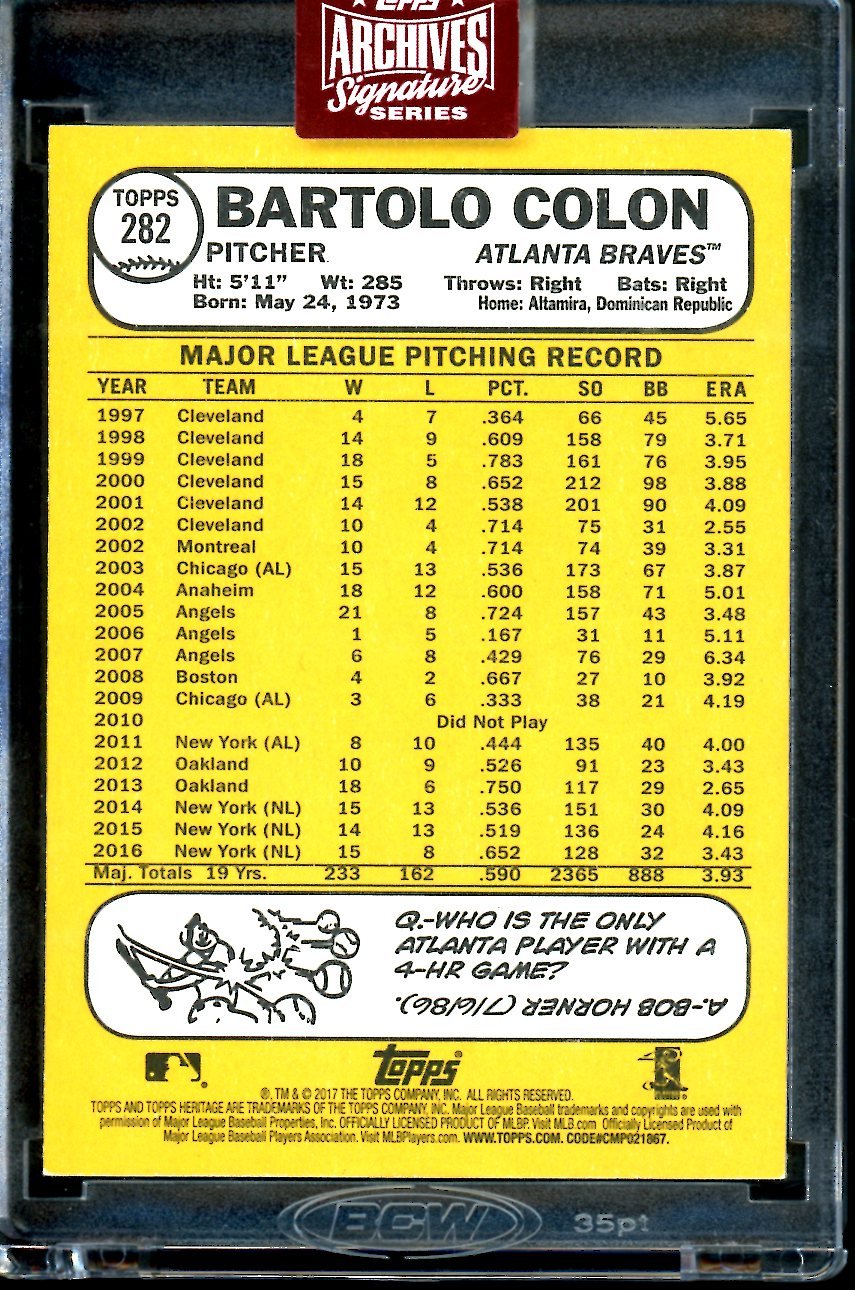 TOPPS
ARCHIVES
Signature
SERIES
TOPPS
282
BARTOLO COLON
PITCHER ATLANTA BRAVES™
Ht: 5'11" Wt: 285 Throws: Right Bats: Right
Born: May 24, 1973 Home: Altamira, Dominican Republic
MAJOR LEAGUE PITCHING RECORD
YEAR TEAM W L PCT. SO BB ERA
1997 Cleveland 4 7 .364 66 45 5.65
1998 Cleveland 14 9 .609 158 79 3.71
1999 Cleveland 18 5 .783 161 76 3.95
2000 Cleveland 15 8 .652 212 98 3.88
2001 Cleveland 14 12 .538 201 90 4.09
2002 Cleveland 10 4 .714 75 31 2.55
2002 Montreal 10 4 .714 74 39 3.31
2003 Chicago (AL) 15 13 .536 173 67 3.87
2004 Anaheim 18 12 .600 158 71 5.01
2005 Angels 21 8 .724 157 43 3.48
2006 Angels 1 5 .167 31 11 5.11
2007 Angels 6 8 .429 76 29 6.34
2008 Boston 4 2 .667 27 10 3.92
2009 Chicago (AL) 3 6 .333 38 21 4.19
2010 Did Not Play
2011 New York (AL) 8 10 .444 135 40 4.00
2012 Oakland 10 9 .526 91 23 3.43
2013 Oakland 18 6 .750 117 29 2.65
2014 New York (NL) 15 13 .536 151 30 4.09
2015 New York (NL) 14 13 .519 136 24 4.16
2016 New York (NL) 15 8 .652 128 32 3.43
Maj. Totals 19 Yrs. 233 162 .590 2365 888 3.93
Q.-WHO IS THE ONLY
ATLANTA PLAYER WITH A
4-HR GAME?
A.-BOB HORNER (7/6/86).
Topps®
®, TM & © 2017 THE TOPPS COMPANY, INC. ALL RIGHTS RESERVED.
TOPPS AND TOPPS HERITAGE ARE TRADEMARKS OF THE TOPPS COMPANY, INC. Major League Baseball trademarks and copyrights are used with
permission of Major League Baseball Properties, Inc. OFFICIALLY LICENSED PRODUCT OF MLBP. Visit MLB.com Officially Licensed Product of
Major League Baseball Players Association. Visit MLBPlayers.com. WWW.TOPPS.COM. CODE#CMP021867.
BCW 35pt